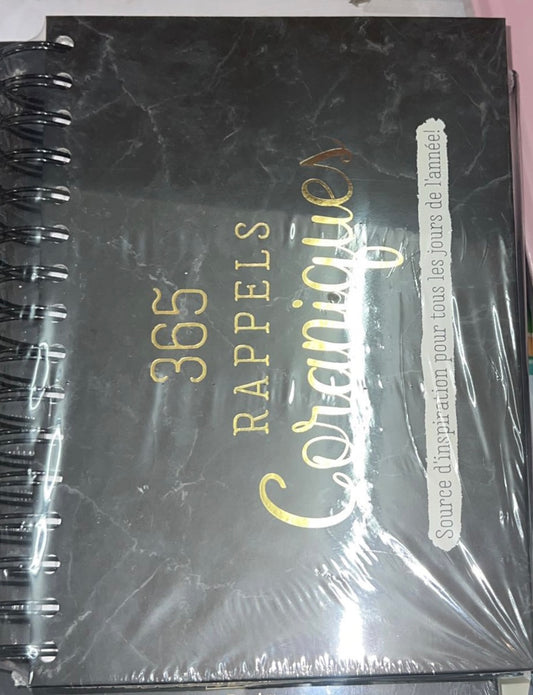 365
RAPPELS
Coraniques
Source d'inspiration pour tous les jours de l'année!